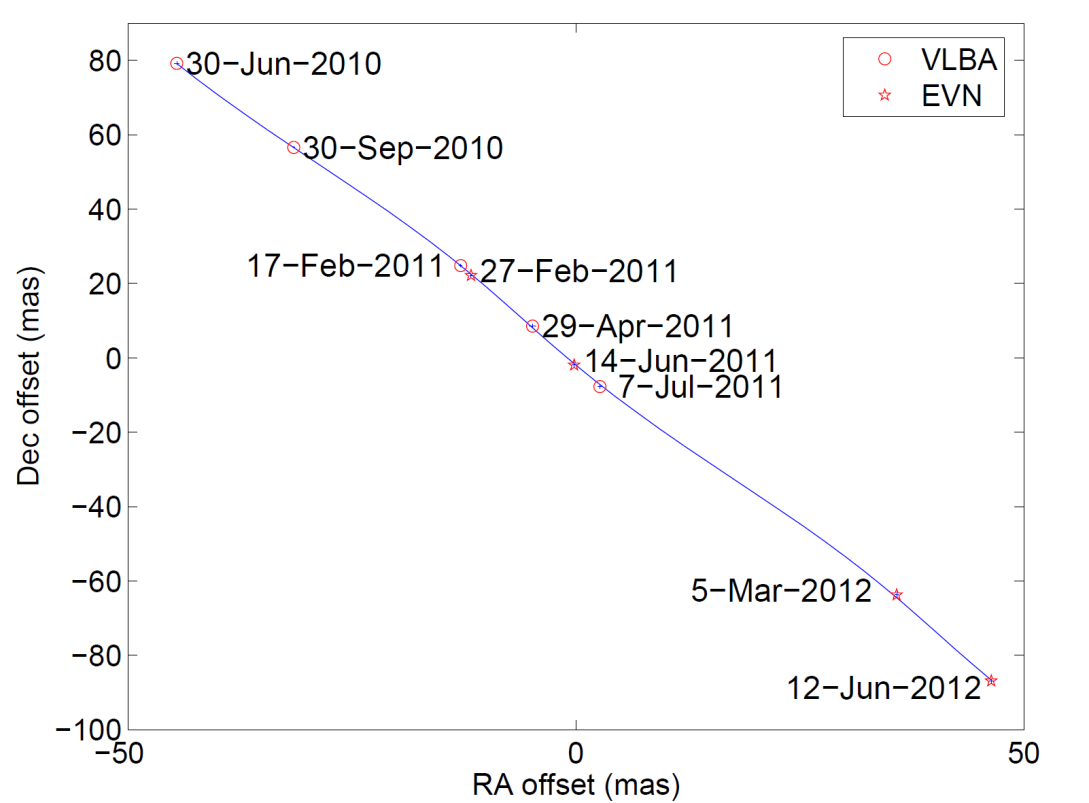 80
60
40
20
0
−20
−40
−60
−80
−100
−50
0
50
Dec offset (mas)
RA offset (mas)
VLBA
EVN
30−Jun−2010
30−Sep−2010
17−Feb−2011
27−Feb−2011
29−Apr−2011
14−Jun−2011
7−Jul−2011
5−Mar−2012
12−Jun−2012